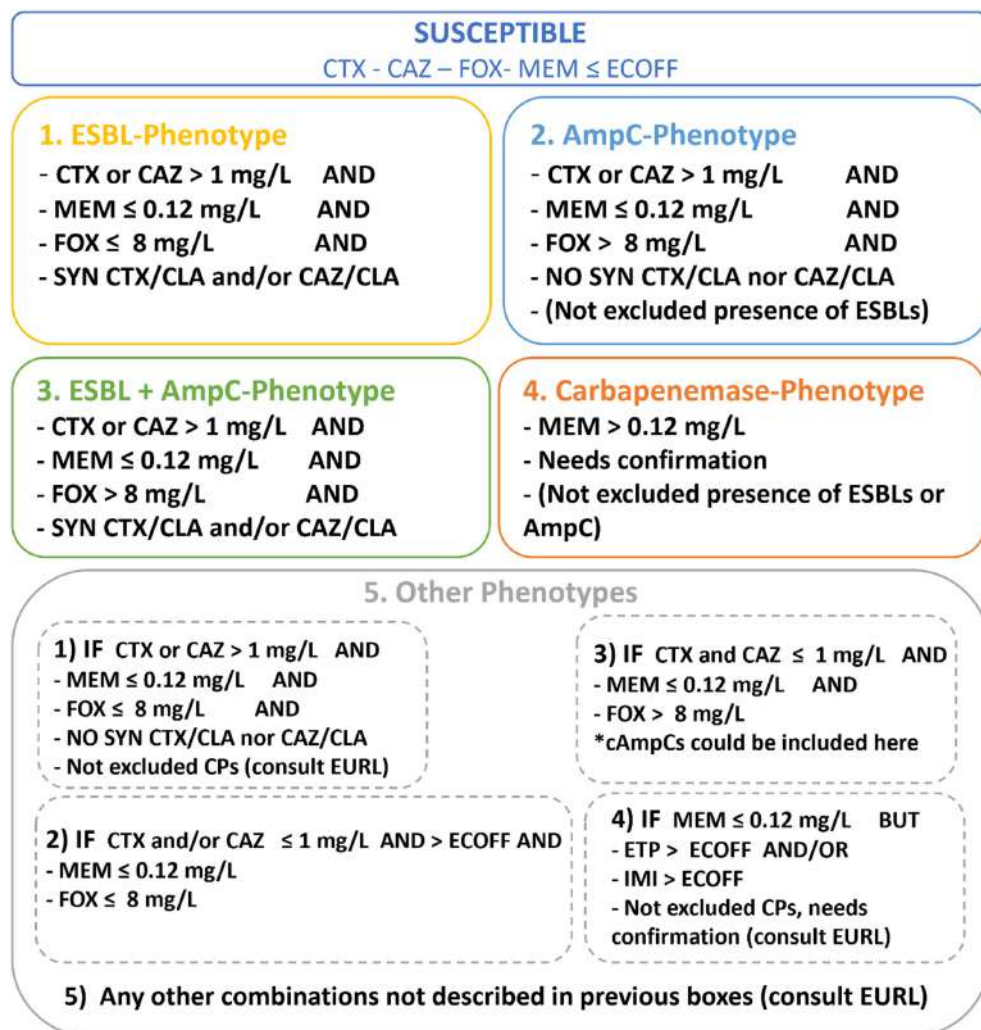 SUSCEPTIBLE
CTX - CAZ – FOX- MEM ≤ ECOFF
1. ESBL-Phenotype
- CTX or CAZ > 1 mg/L AND
- MEM ≤ 0.12 mg/L AND
- FOX ≤ 8 mg/L AND
- SYN CTX/CLA and/or CAZ/CLA
2. AmpC-Phenotype
- CTX or CAZ > 1 mg/L AND
- MEM ≤ 0.12 mg/L AND
- FOX > 8 mg/L AND
- NO SYN CTX/CLA nor CAZ/CLA
- (Not excluded presence of ESBLs)
3. ESBL + AmpC-Phenotype
- CTX or CAZ > 1 mg/L AND
- MEM ≤ 0.12 mg/L AND
- FOX > 8 mg/L AND
- SYN CTX/CLA and/or CAZ/CLA
4. Carbapenemase-Phenotype
- MEM > 0.12 mg/L
- Needs confirmation
- (Not excluded presence of ESBLs or
AmpC)
5. Other Phenotypes
1) IF CTX or CAZ > 1 mg/L AND
- MEM ≤ 0.12 mg/L AND
- FOX ≤ 8 mg/L AND
- NO SYN CTX/CLA nor CAZ/CLA
- Not excluded CPs (consult EURL)
2) IF CTX and/or CAZ ≤ 1 mg/L AND > ECOFF AND
- MEM ≤ 0.12 mg/L
- FOX ≤ 8 mg/L
3) IF CTX and CAZ ≤ 1 mg/L AND
- MEM ≤ 0.12 mg/L AND
- FOX > 8 mg/L
*cAmpCs could be included here
4) IF MEM ≤ 0.12 mg/L BUT
- ETP > ECOFF AND/OR
- IMI > ECOFF
- Not excluded CPs, needs
confirmation (consult EURL)
5) Any other combinations not described in previous boxes (consult EURL)